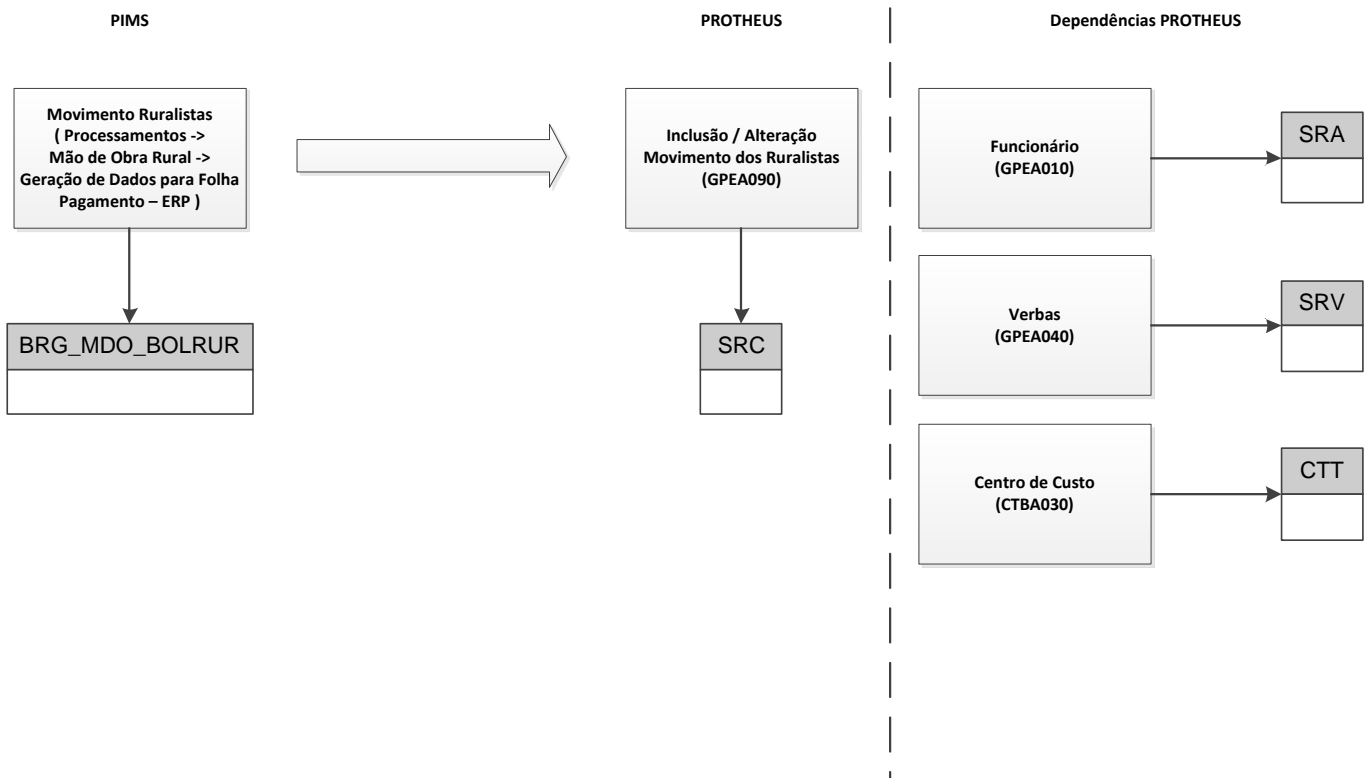 PIMS
PROTHEUS
Dependências PROTHEUS
Movimento Ruralistas
( Processamentos ->
Mão de Obra Rural ->
Geração de Dados para Folha
Pagamento – ERP )
Inclusão / Alteração
Movimento dos Ruralistas
(GPEA090)
Funcionário
(GPEA010)
SRA
BRG_MDO_BOLRUR
SRC
Verbas
(GPEA040)
SRV
Centro de Custo
(CTBA030)
CTT